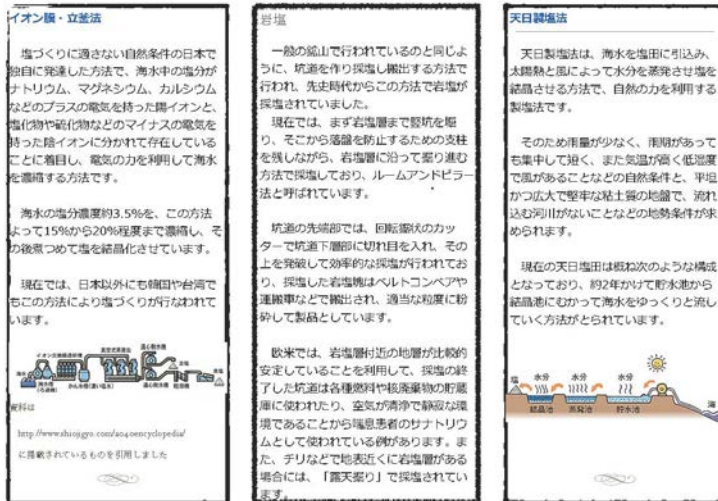 イオン膜・立釜法
塩づくりに適さない自然条件の日本で
独自に発達した方法で、海水中の塩分が
ナトリウム、マグネシウム、カルシウム
などのプラスの電気を持った陽イオンと、
塩化物や硫化物などのマイナスの電気を
持った陰イオンに分かれて存在している
ことに着目し、電気の力を利用して海水
を濃縮する方法です。
海水の塩分濃度約3.5%を、この方法
よって15%から20%程度まで濃縮し、そ
の後煮つめて塩を結晶化させています。
現在では、日本以外にも韓国や台湾で
もこの方法により塩づくりが行なわれて
います。
海水
資料は
http://www.shiojigyo.com/a040encyclopedia/
に掲載されているものを引用しました
岩塩
一般の鉱山で行われているのと同じよ
うに、坑道を作り採塩し搬出する方法で
行われ、先史時代からこの方法で岩塩が
採塩されていました。
現在では、まず岩塩層まで竪坑を掘
り、そこから落盤を防止するための支柱
を残しながら、岩塩層に沿って掘り進む
方法で採塩しており、ルームアンドピラー
法と呼ばれています。
坑道の先端部では、回転鋸状のカッ
ターで坑道下層部に切れ目を入れ、その
上を発破して効率的な採塩が行われてお
り、採塩した岩塩塊はベルトコンベアや
運搬車などで搬出され、適当な粒度に粉
砕して製品としています。
欧米では、岩塩層付近の地層が比較的
安定していることを利用して、採塩の終
了した坑道は各種燃料や核廃棄物の貯蔵
庫に使われたり、空気が清浄で静寂な環
境であることから喘息患者のサナトリウ
ムとして使われている例があります。ま
た、チリなどで地表近くに岩塩層がある
場合には、「露天掘り」で採塩されてい
ます。
天日製塩法
天日製塩法は、海水を塩田に引込み、
太陽熱と風によって水分を蒸発させ塩を
結晶させる方法で、自然の力を利用する
製塩法です。
そのため雨量が少なく、雨期があって
も集中して短く、また気温が高く低湿度
で風があることなどの自然条件と、平坦
かつ広大で堅牢な粘土質の地盤で、流れ
込む河川がないことなどの地勢条件が求
められます。
現在の天日塩田は概ね次のような構成
となっており、約2年かけて貯水池から
結晶池にむかって海水をゆっくりと流し
ていく方法がとられています。
塩 水分 水分 水分
海
結晶池 蒸発池 貯水池